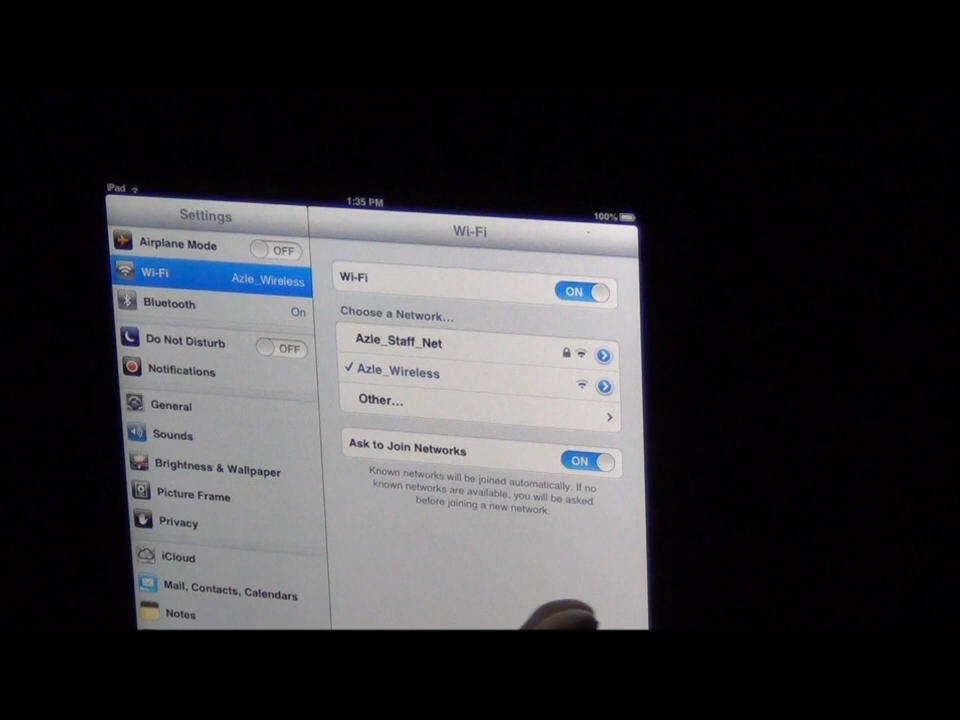 iPad
1:35 PM
100%
Settings
Airplane Mode OFF
Wi-Fi Azle_Wireless
Bluetooth On
Do Not Disturb OFF
Notifications
General
Sounds
Brightness & Wallpaper
Picture Frame
Privacy
iCloud
Mail, Contacts, Calendars
Notes
Wi-Fi
Wi-Fi ON
Choose a Network...
Azle_Staff_Net
✓ Azle_Wireless
Other...
Ask to Join Networks ON
Known networks will be joined automatically. If no
known networks are available, you will be asked
before joining a new network.